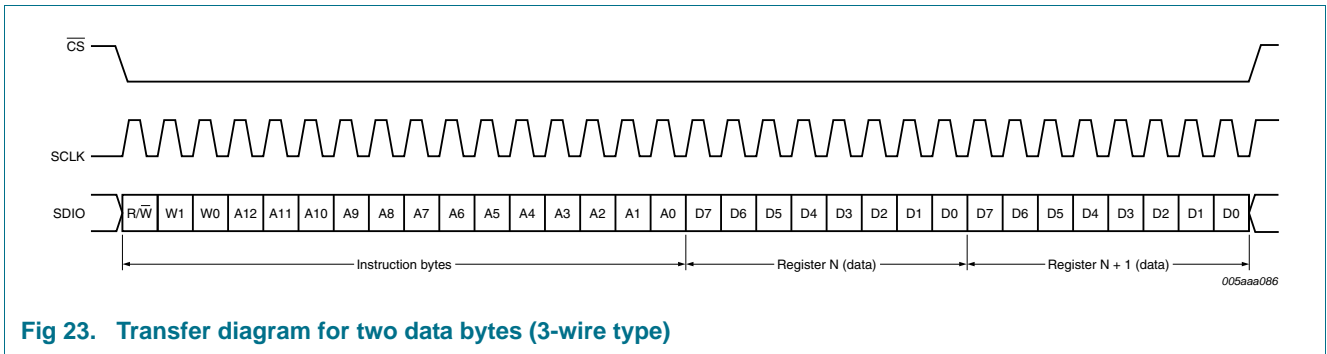 CS
SCLK
SDIO R/W W1 W0 A12 A11 A10 A9 A8 A7 A6 A5 A4 A3 A2 A1 A0 D7 D6 D5 D4 D3 D2 D1 D0 D7 D6 D5 D4 D3 D2 D1 D0
Instruction bytes Register N (data) Register N + 1 (data)
005aaa086
Fig 23. Transfer diagram for two data bytes (3-wire type)